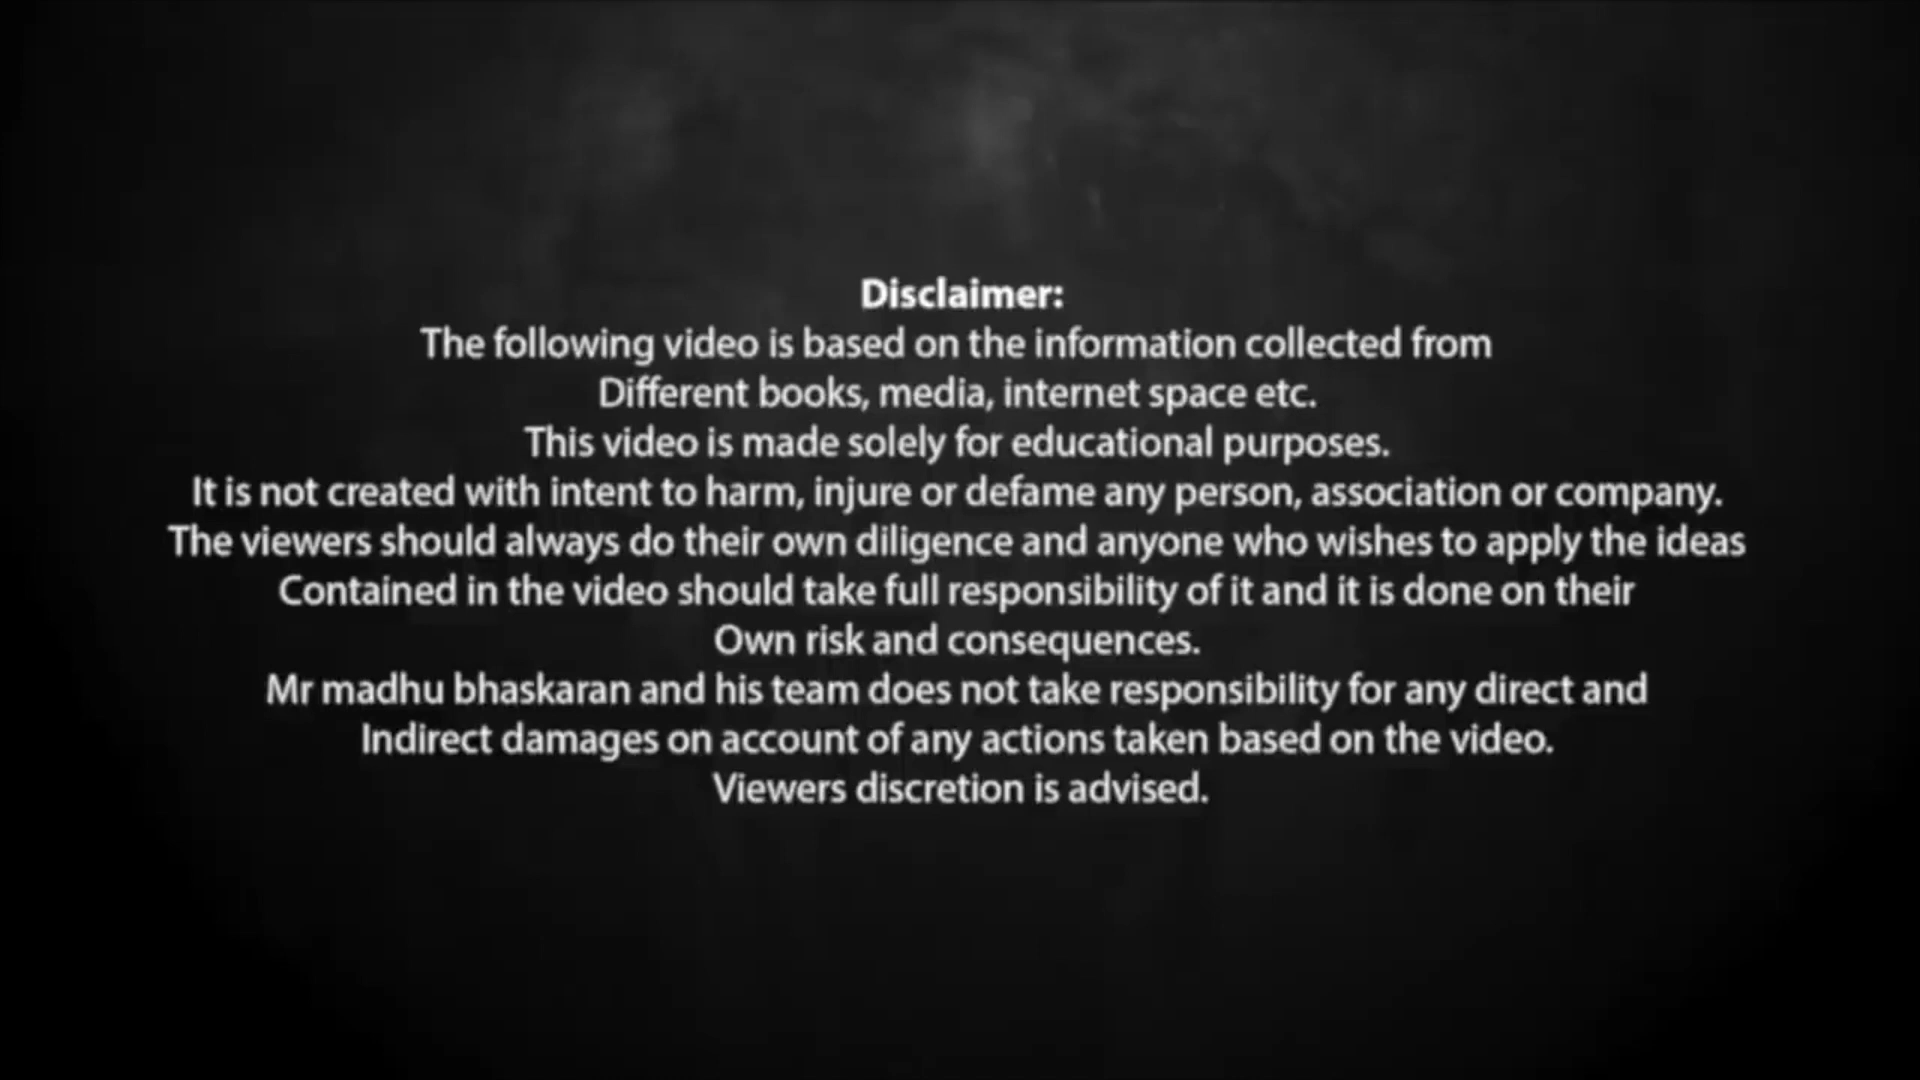 Disclaimer:
The following video is based on the information collected from
Different books, media, internet space etc.
This video is made solely for educational purposes.
It is not created with intent to harm, injure or defame any person, association or company.
The viewers should always do their own diligence and anyone who wishes to apply the ideas
Contained in the video should take full responsibility of it and it is done on their
Own risk and consequences.
Mr madhu bhaskaran and his team does not take responsibility for any direct and
Indirect damages on account of any actions taken based on the video.
Viewers discretion is advised.